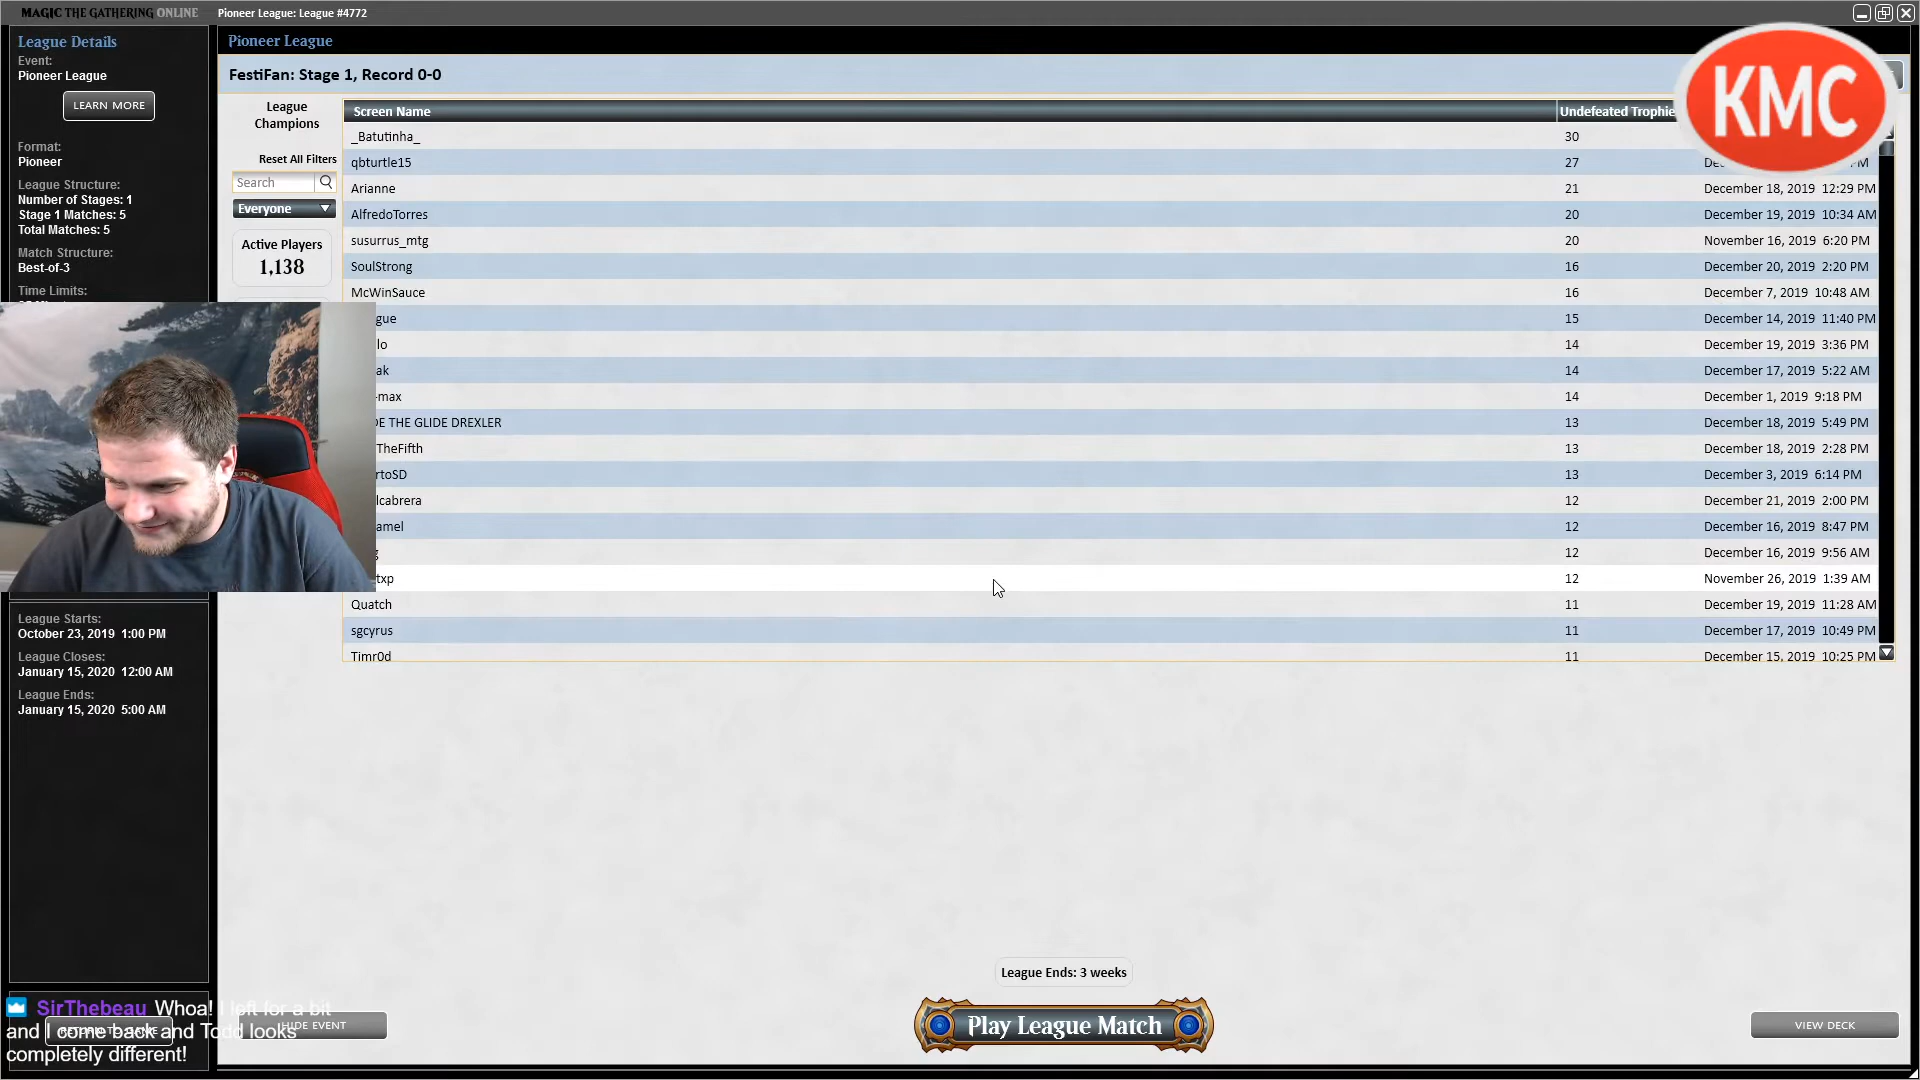 MAGIC THE GATHERING ONLINE
Pioneer League: League #4772
League Details
Event:
Pioneer League
LEARN MORE
Format:
Pioneer
League Structure:
Number of Stages: 1
Stage 1 Matches: 5
Total Matches: 5
Match Structure:
Best-of-3
Time Limits:
League Starts:
October 23, 2019 1:00 PM
League Closes:
January 15, 2020 12:00 AM
League Ends:
January 15, 2020 5:00 AM
Pioneer League
FestiFan: Stage 1, Record 0-0
KMC
League
Champions
Reset All Filters
Search
Everyone
Active Players
1,138
Screen Name Undefeated Trophie
_Batutinha_ 30
qbturtle15 27
Arianne 21 December 18, 2019 12:29 PM
AlfredoTorres 20 December 19, 2019 10:34 AM
susurrus_mtg 20 November 16, 2019 6:20 PM
SoulStrong 16 December 20, 2019 2:20 PM
McWinSauce 16 December 7, 2019 10:48 AM
gue 15 December 14, 2019 11:40 PM
lo 14 December 19, 2019 3:36 PM
ak 14 December 17, 2019 5:22 AM
-max 14 December 1, 2019 9:18 PM
DE THE GLIDE DREXLER 13 December 18, 2019 5:49 PM
TheFifth 13 December 18, 2019 2:28 PM
rtoSD 13 December 3, 2019 6:14 PM
lcabrera 12 December 21, 2019 2:00 PM
amel 12 December 16, 2019 8:47 PM
12 December 16, 2019 9:56 AM
txp 12 November 26, 2019 1:39 AM
Quatch 11 December 19, 2019 11:28 AM
sgcyrus 11 December 17, 2019 10:49 PM
Timr0d 11 December 15, 2019 10:25 PM
League Ends: 3 weeks
Play League Match
HIDE EVENT
VIEW DECK
SirThebeau Whoa! I left for a bit
and I come back and Todd looks
completely different!